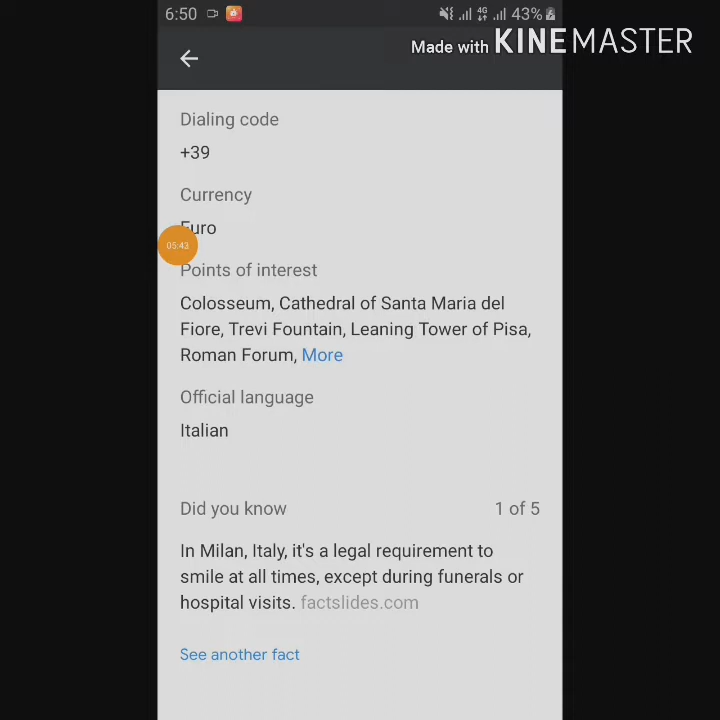 6:50
4G 43%
Made with KINEMASTER
Dialing code
+39
Currency
Euro
05:43
Points of interest
Colosseum, Cathedral of Santa Maria del
Fiore, Trevi Fountain, Leaning Tower of Pisa,
Roman Forum, More
Official language
Italian
Did you know 1 of 5
In Milan, Italy, it's a legal requirement to
smile at all times, except during funerals or
hospital visits. factslides.com
See another fact